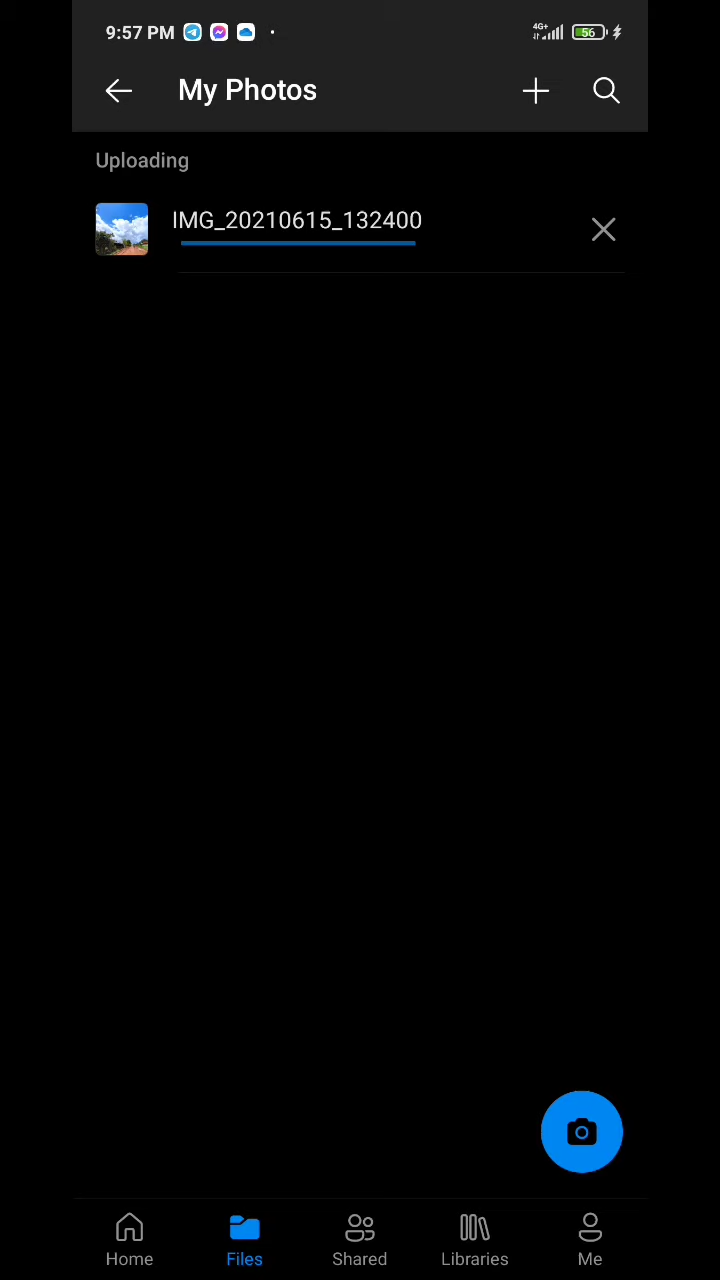 9:57 PM
4G+
56
My Photos
Uploading
IMG_20210615_132400
Home
Files
Shared
Libraries
Me